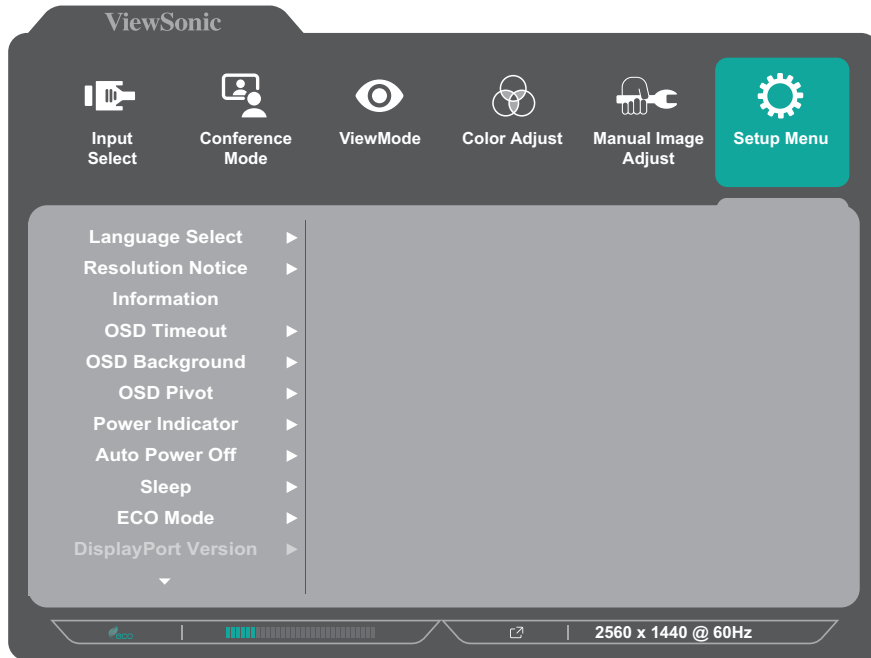 ViewSonic
Input
Select
Conference
Mode
ViewMode
Color Adjust
Manual Image
Adjust
Setup Menu
Language Select
Resolution Notice
Information
OSD Timeout
OSD Background
OSD Pivot
Power Indicator
Auto Power Off
Sleep
ECO Mode
DisplayPort Version
eco
2560 x 1440 @ 60Hz